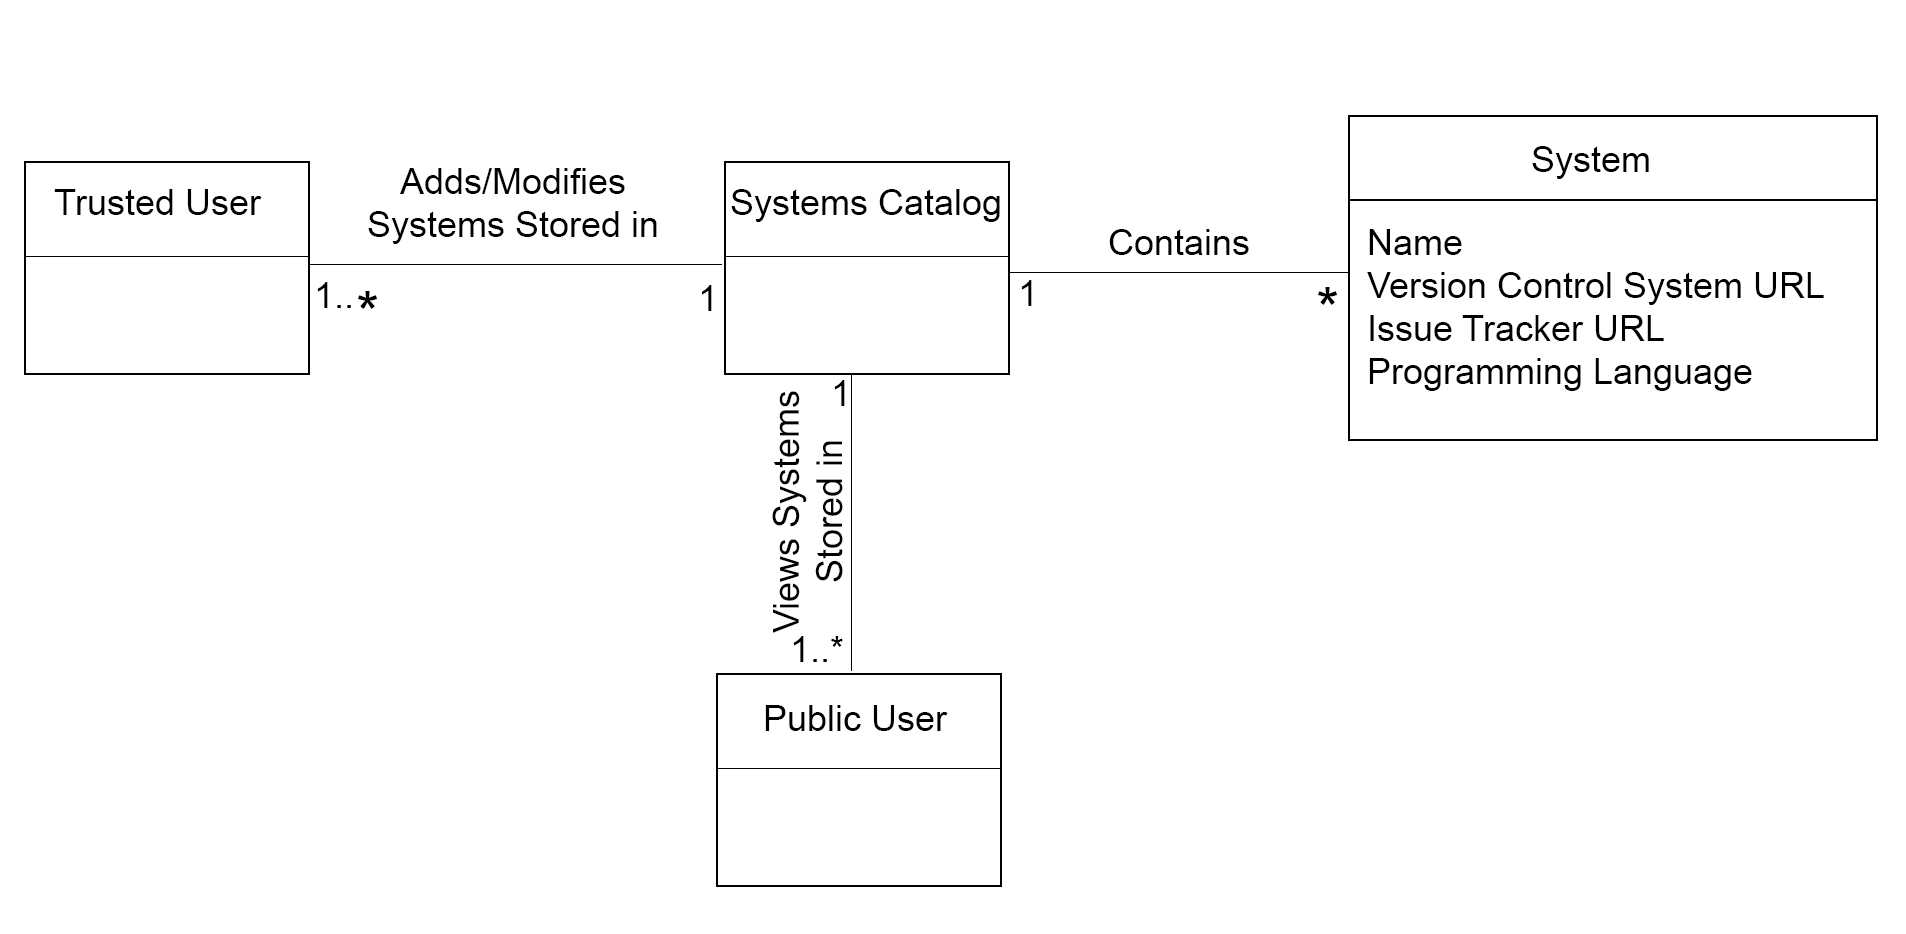 System
Trusted User
Adds/Modifies
Systems Stored in
Systems Catalog
Contains
Name
Version Control System URL
Issue Tracker URL
Programming Language
1..*
1
1
*
1
Views Systems
Stored in
1..*
Public User